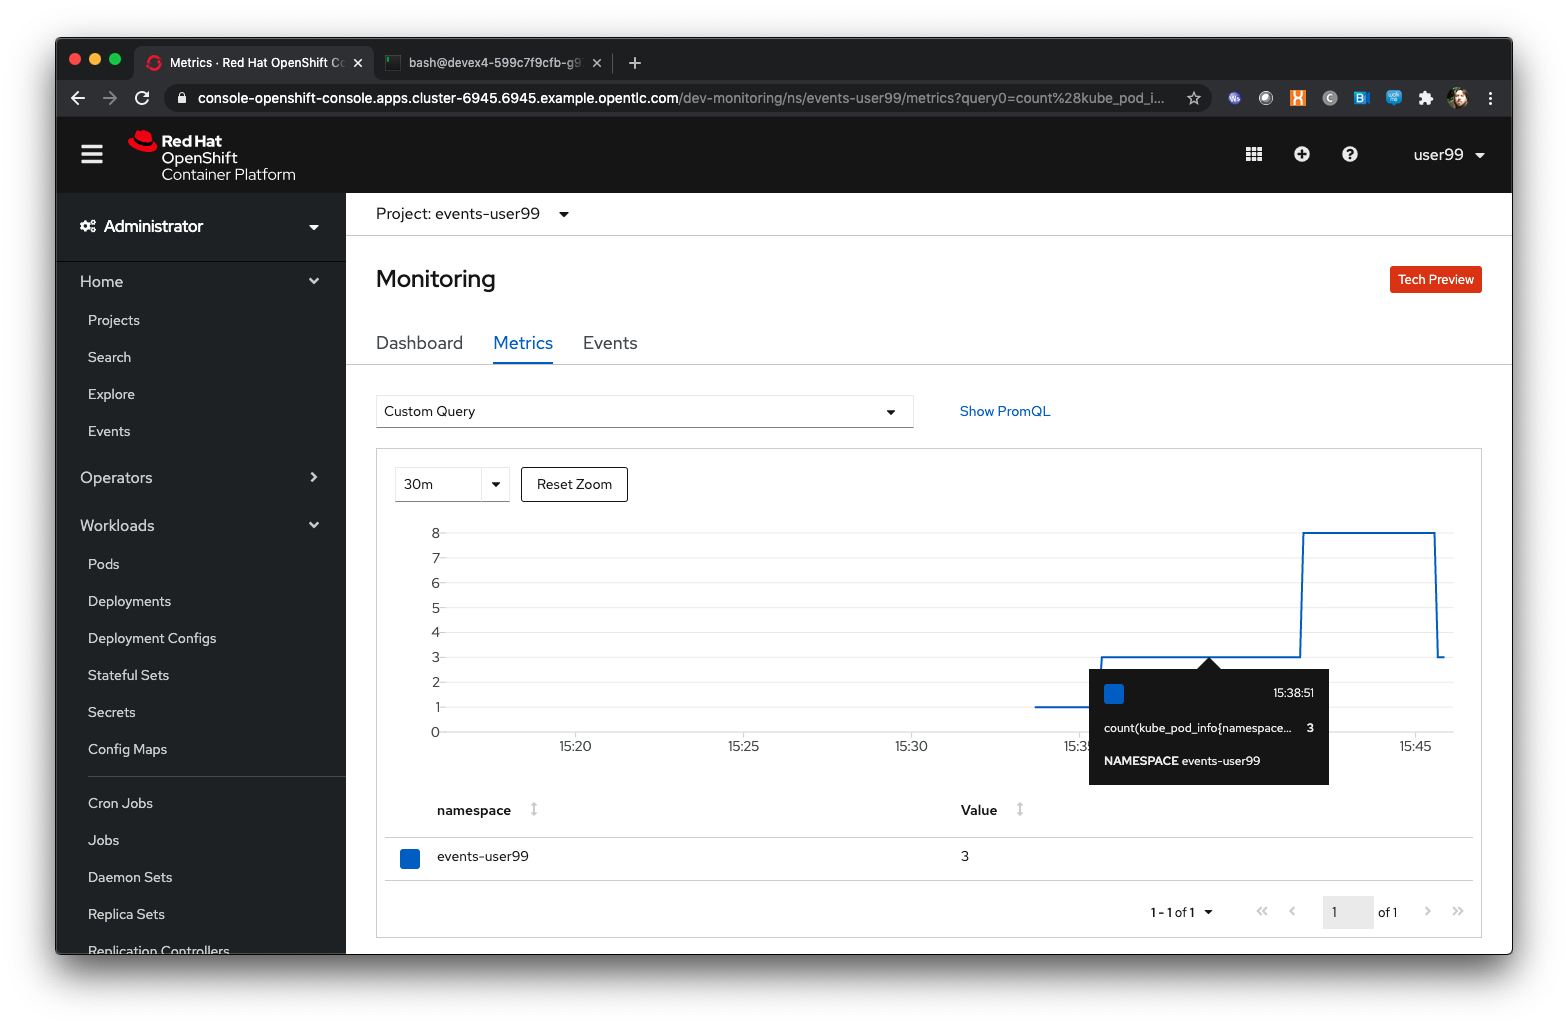 Metrics · Red Hat OpenShift Co
bash@devex4-599c7f9cfb-g9
console-openshift-console.apps.cluster-6945.6945.example.opentlc.com/dev-monitoring/ns/events-user99/metrics?query0=count%28kube_pod_i...
Red Hat
OpenShift
Container Platform
user99
Administrator
Project: events-user99
Home
Monitoring
Tech Preview
Projects
Search
Dashboard Metrics Events
Explore
Custom Query
Show PromQL
Events
Operators
30m
Reset Zoom
Workloads
Pods
Deployments
Deployment Configs
Stateful Sets
Secrets
Config Maps
Cron Jobs
Jobs
Daemon Sets
Replica Sets
Replication Controllers
8
7
6
5
4
3
2
1
0
15:20 15:25 15:30 15:35 15:45
15:38:51
count(kube_pod_info{namespace... 3
NAMESPACE events-user99
namespace Value
events-user99 3
1 - 1 of 1
1 of 1